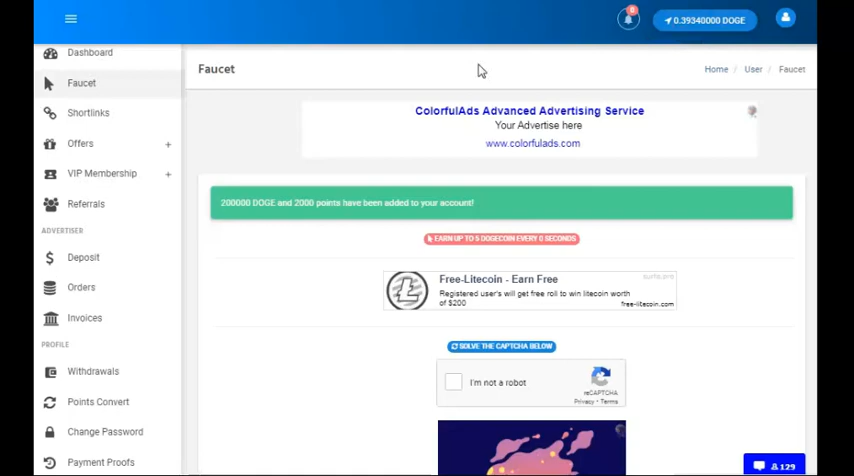 8
0.39340000 DOGE
Dashboard
Faucet
Home / User / Faucet
Faucet
Shortlinks
Offers +
VIP Membership +
Referrals
ADVERTISER
Deposit
Orders
Invoices
PROFILE
Withdrawals
Points Convert
Change Password
Payment Proofs
ColorfulAds Advanced Advertising Service
Your Advertise here
www.colorfulads.com
200000 DOGE and 2000 points have been added to your account!
EARN UP TO 5 DOGECOIN EVERY 0 SECONDS
Free-Litecoin - Earn Free
Registered user's will get free roll to win litecoin worth
of $200
free-litecoin.com
SOLVE THE CAPTCHA BELOW
I'm not a robot
reCAPTCHA
Privacy - Terms
129